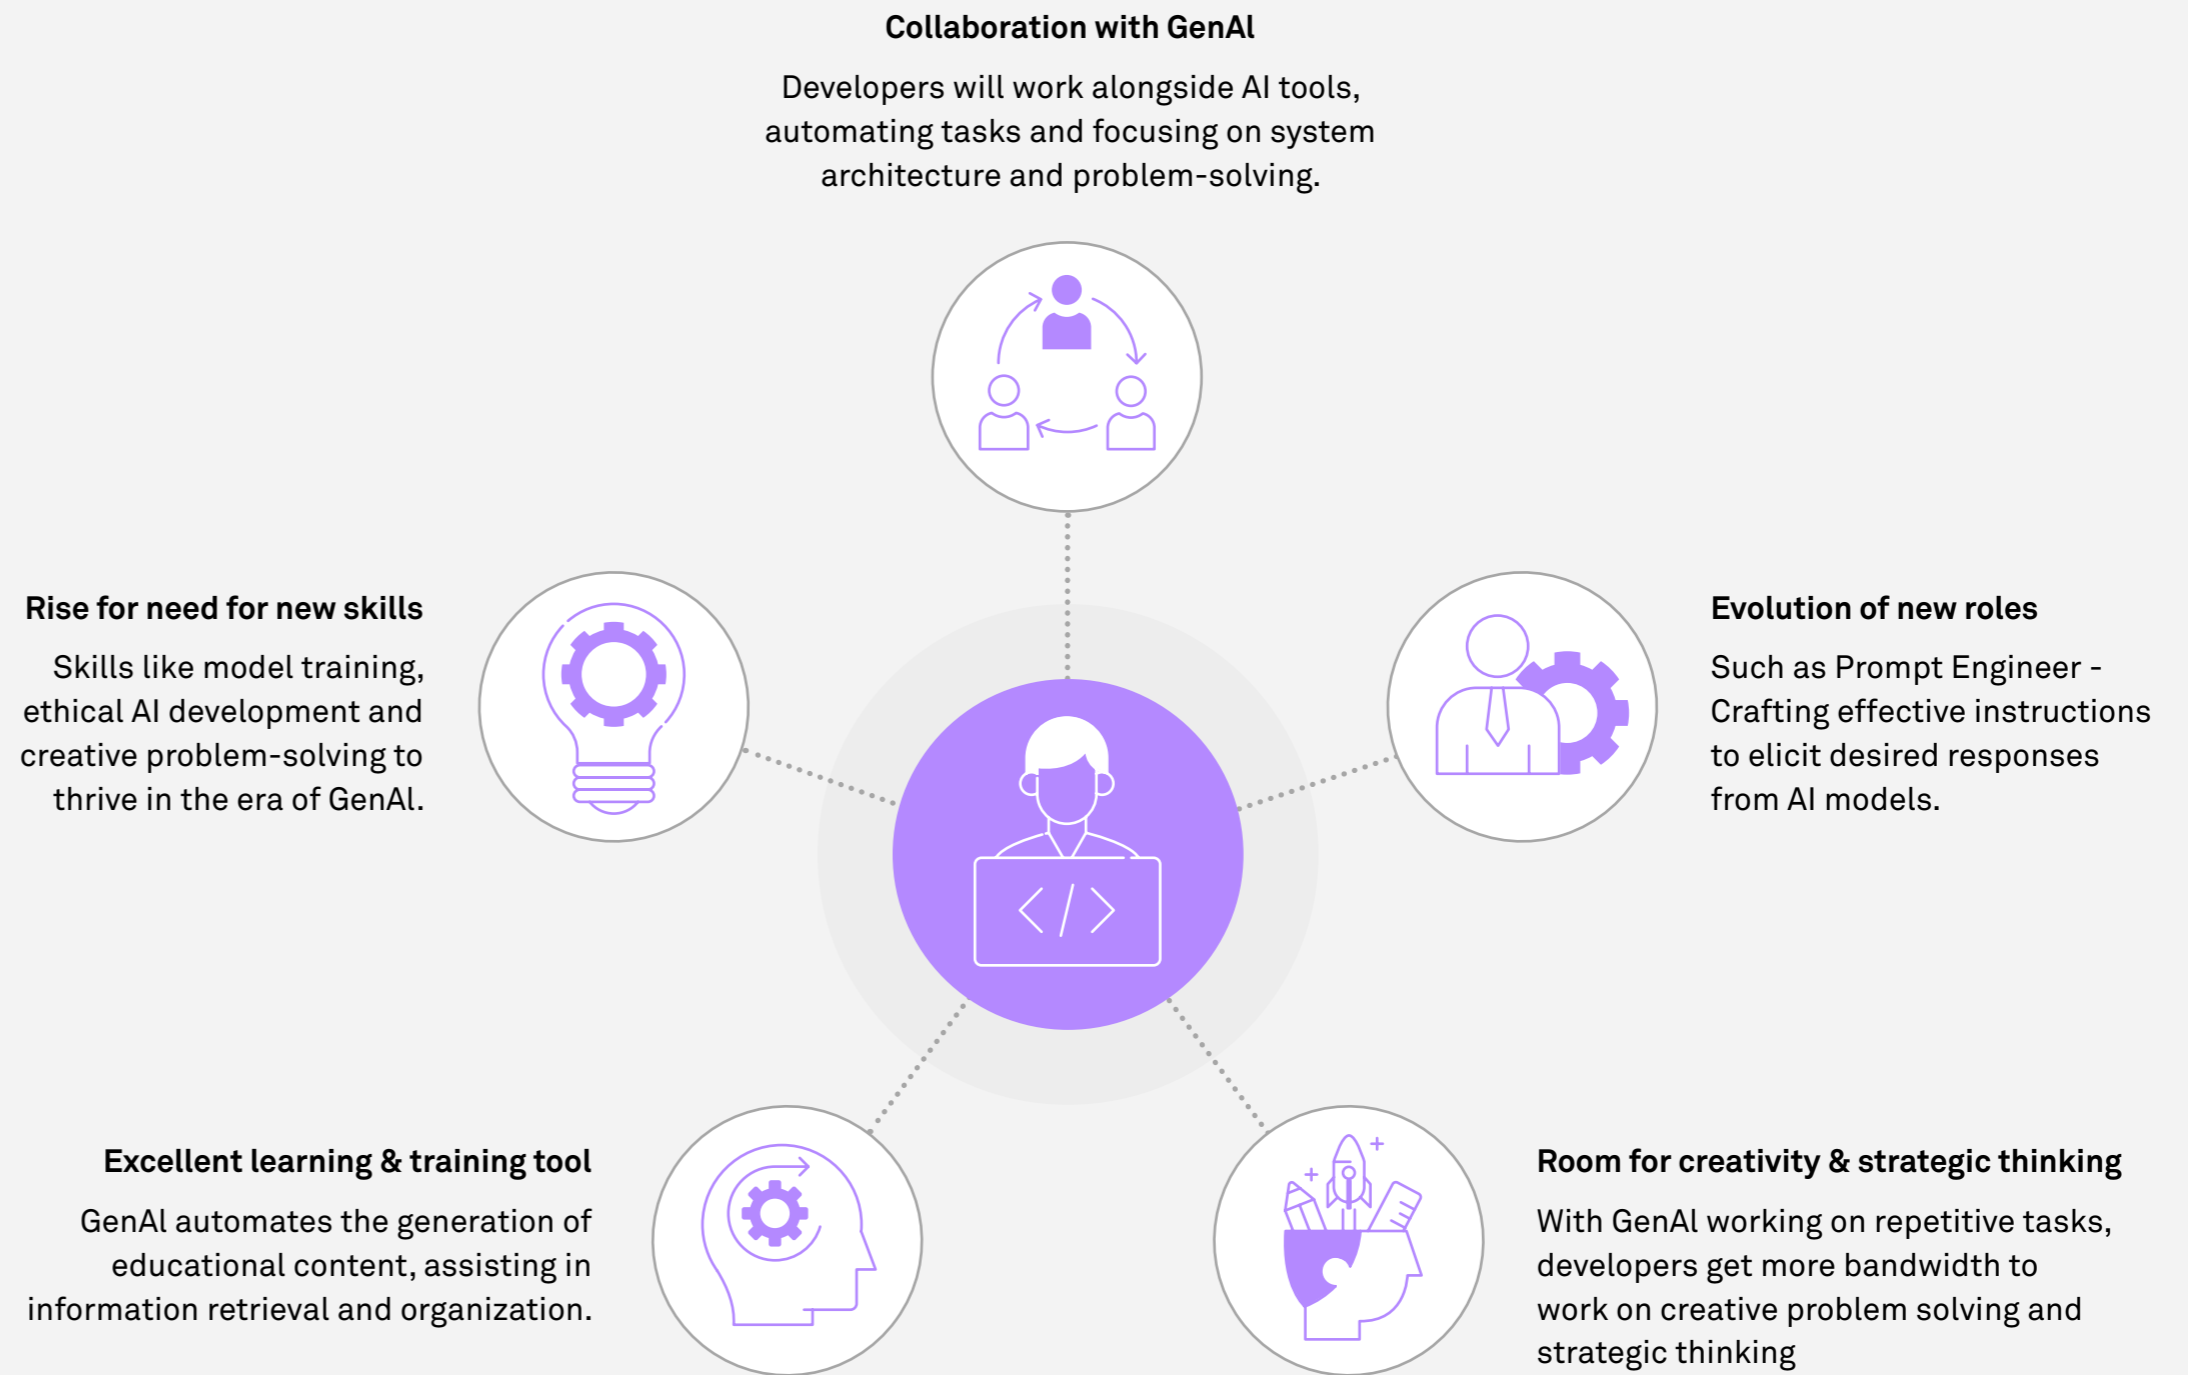 Collaboration with GenAl
Developers will work alongside AI tools,
automating tasks and focusing on system
architecture and problem-solving.
Rise for need for new skills
Skills like model training,
ethical AI development and
creative problem-solving to
thrive in the era of GenAl.
Evolution of new roles
Such as Prompt Engineer -
Crafting effective instructions
to elicit desired responses
from AI models.
</>
Excellent learning & training tool
GenAl automates the generation of
educational content, assisting in
information retrieval and organization.
Room for creativity & strategic thinking
With GenAl working on repetitive tasks,
developers get more bandwidth to
work on creative problem solving and
strategic thinking